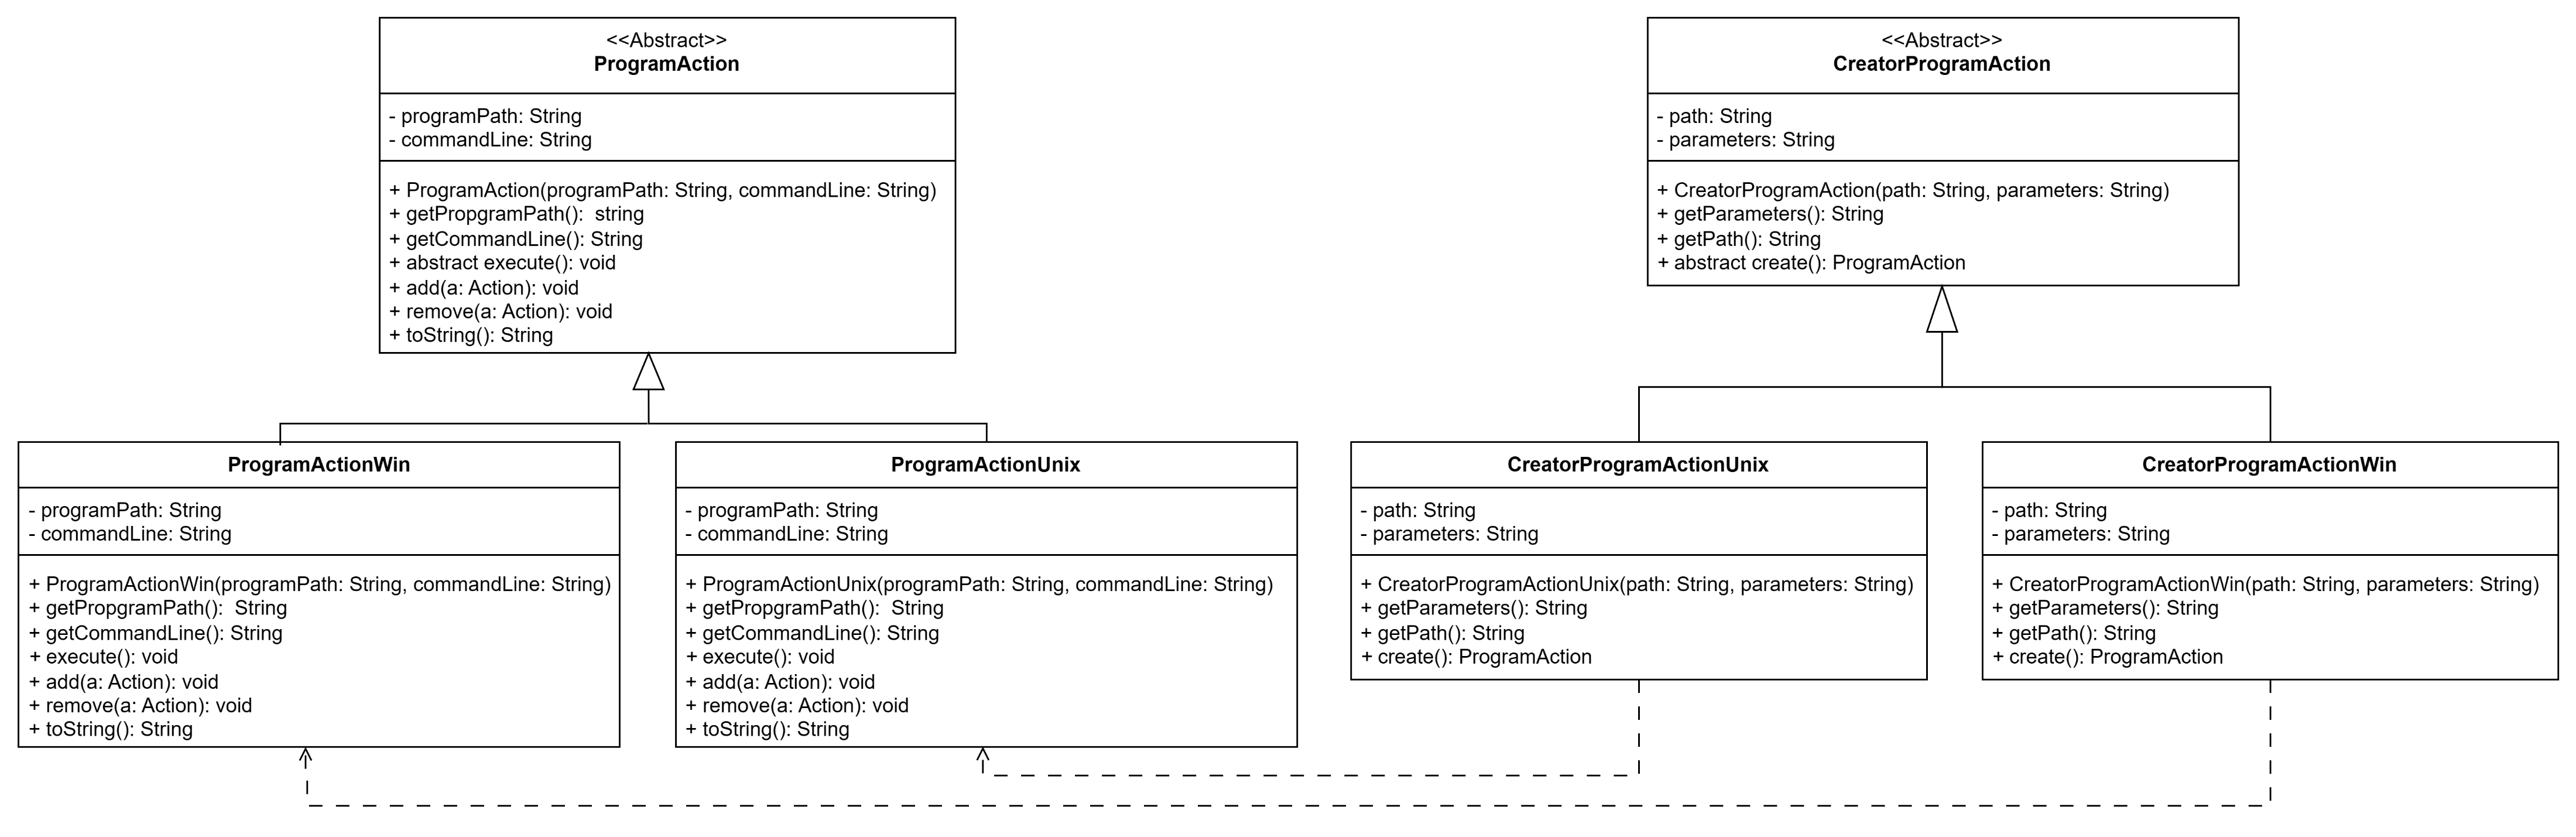 <<Abstract>>
ProgramAction
- programPath: String
- commandLine: String
+ ProgramAction(programPath: String, commandLine: String)
+ getPropgramPath():  string
+ getCommandLine(): String
+ abstract execute(): void
+ add(a: Action): void
+ remove(a: Action): void
+ toString(): String
<<Abstract>>
CreatorProgramAction
- path: String
- parameters: String
+ CreatorProgramAction(path: String, parameters: String)
+ getParameters(): String
+ getPath(): String
+ abstract create(): ProgramAction
ProgramActionWin
- programPath: String
- commandLine: String
+ ProgramActionWin(programPath: String, commandLine: String)
+ getPropgramPath():  String
+ getCommandLine(): String
+ execute(): void
+ add(a: Action): void
+ remove(a: Action): void
+ toString(): String
ProgramActionUnix
- programPath: String
- commandLine: String
+ ProgramActionUnix(programPath: String, commandLine: String)
+ getPropgramPath():  String
+ getCommandLine(): String
+ execute(): void
+ add(a: Action): void
+ remove(a: Action): void
+ toString(): String
CreatorProgramActionUnix
- path: String
- parameters: String
+ CreatorProgramActionUnix(path: String, parameters: String)
+ getParameters(): String
+ getPath(): String
+ create(): ProgramAction
CreatorProgramActionWin
- path: String
- parameters: String
+ CreatorProgramActionWin(path: String, parameters: String)
+ getParameters(): String
+ getPath(): String
+ create(): ProgramAction